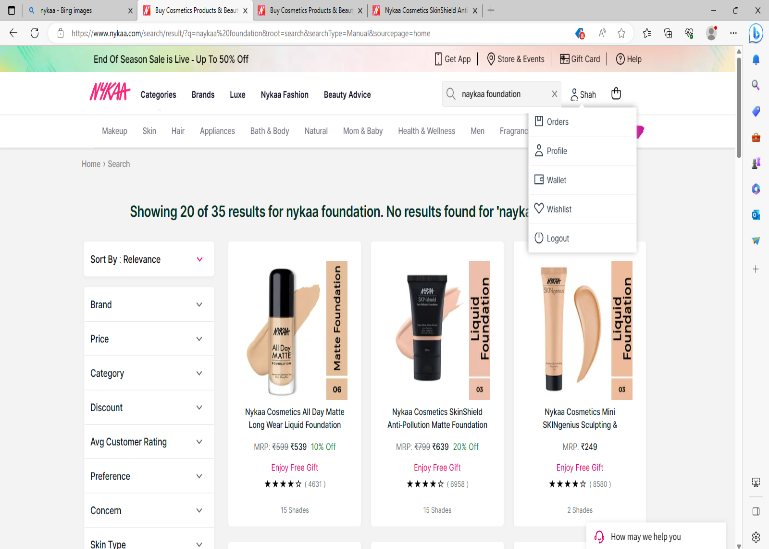 nykaa - Bing images
Buy Cosmetics Products & Beau
Buy Cosmetics Products & Beau
Nykaa Cosmetics SkinShield Anti
https://www.nykaa.com/search/result/?q=naykaa%20foundation&root=search&searchType=Manual&sourcepage=home
End Of Season Sale is Live - Up To 50% Off
Get App
Store & Events
Gift Card
Help
NYKAA
Categories
Brands
Luxe
Nykaa Fashion
Beauty Advice
naykaa foundation
Shah
Makeup
Skin
Hair
Appliances
Bath & Body
Natural
Mom & Baby
Health & Wellness
Men
Fragranc
Orders
Profile
Wallet
Wishlist
Logout
Home › Search
Showing 20 of 35 results for nykaa foundation. No results found for 'nayka
Sort By : Relevance
Brand
Price
Category
Discount
Avg Customer Rating
Preference
Concern
Skin Type
NYKAA
All Day
MATTE
FOUNDATION
Matte Foundation
06
Nykaa Cosmetics All Day Matte
Long Wear Liquid Foundation
MRP: ₹599 ₹539 10% Off
Enjoy Free Gift
( 4631 )
15 Shades
NYKAA
SKINshield
Liquid
Foundation
03
Nykaa Cosmetics SkinShield
Anti-Pollution Matte Foundation
MRP: ₹799 ₹639 20% Off
Enjoy Free Gift
( 6958 )
15 Shades
NYKAA
SKINgenius
Liquid
Foundation
03
Nykaa Cosmetics Mini
SKINgenius Sculpting &
MRP: ₹249
Enjoy Free Gift
( 8580 )
2 Shades
How may we help you